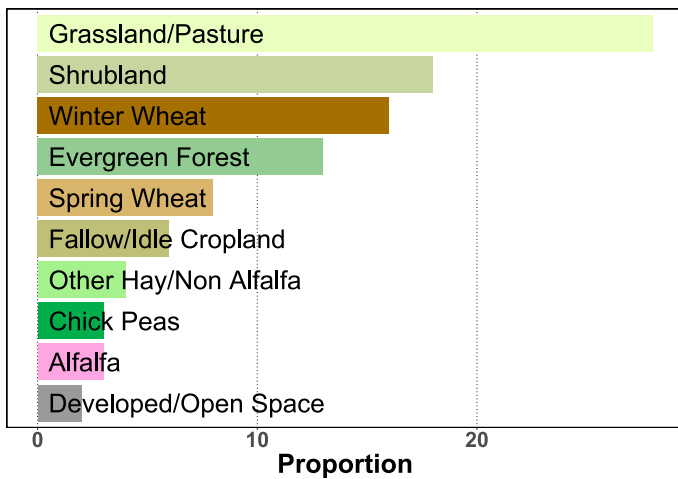 Grassland/Pasture
Shrubland
Winter Wheat
Evergreen Forest
Spring Wheat
Fallow/Idle Cropland
Other Hay/Non Alfalfa
Chick Peas
Alfalfa
Developed/Open Space
0 10 20
Proportion